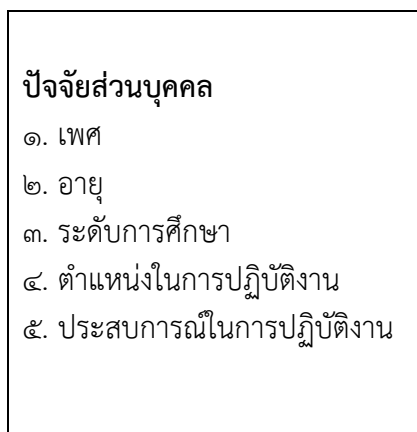 ปัจจัยส่วนบุคคล
๑. เพศ
๒. อายุ
๓. ระดับการศึกษา
๔. ตำแหน่งในการปฏิบัติงาน
๕. ประสบการณ์ในการปฏิบัติงาน